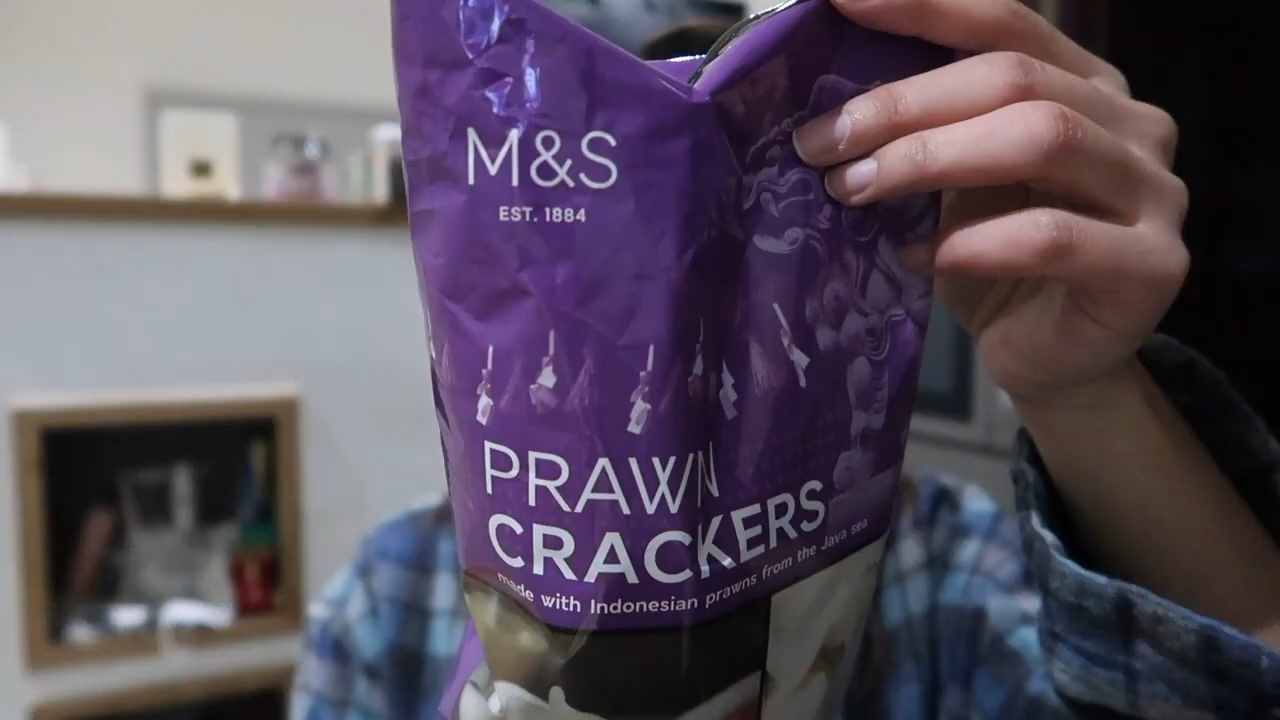 M&S
EST. 1884
PRAWN
CRACKERS
made with Indonesian prawns from the Java sea